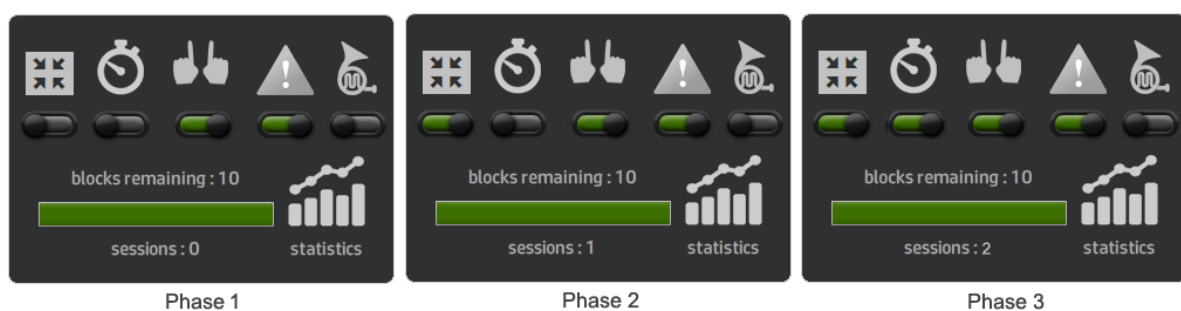 blocks remaining : 10
sessions : 0
statistics
Phase 1
blocks remaining : 10
sessions : 1
statistics
Phase 2
blocks remaining : 10
sessions : 2
statistics
Phase 3